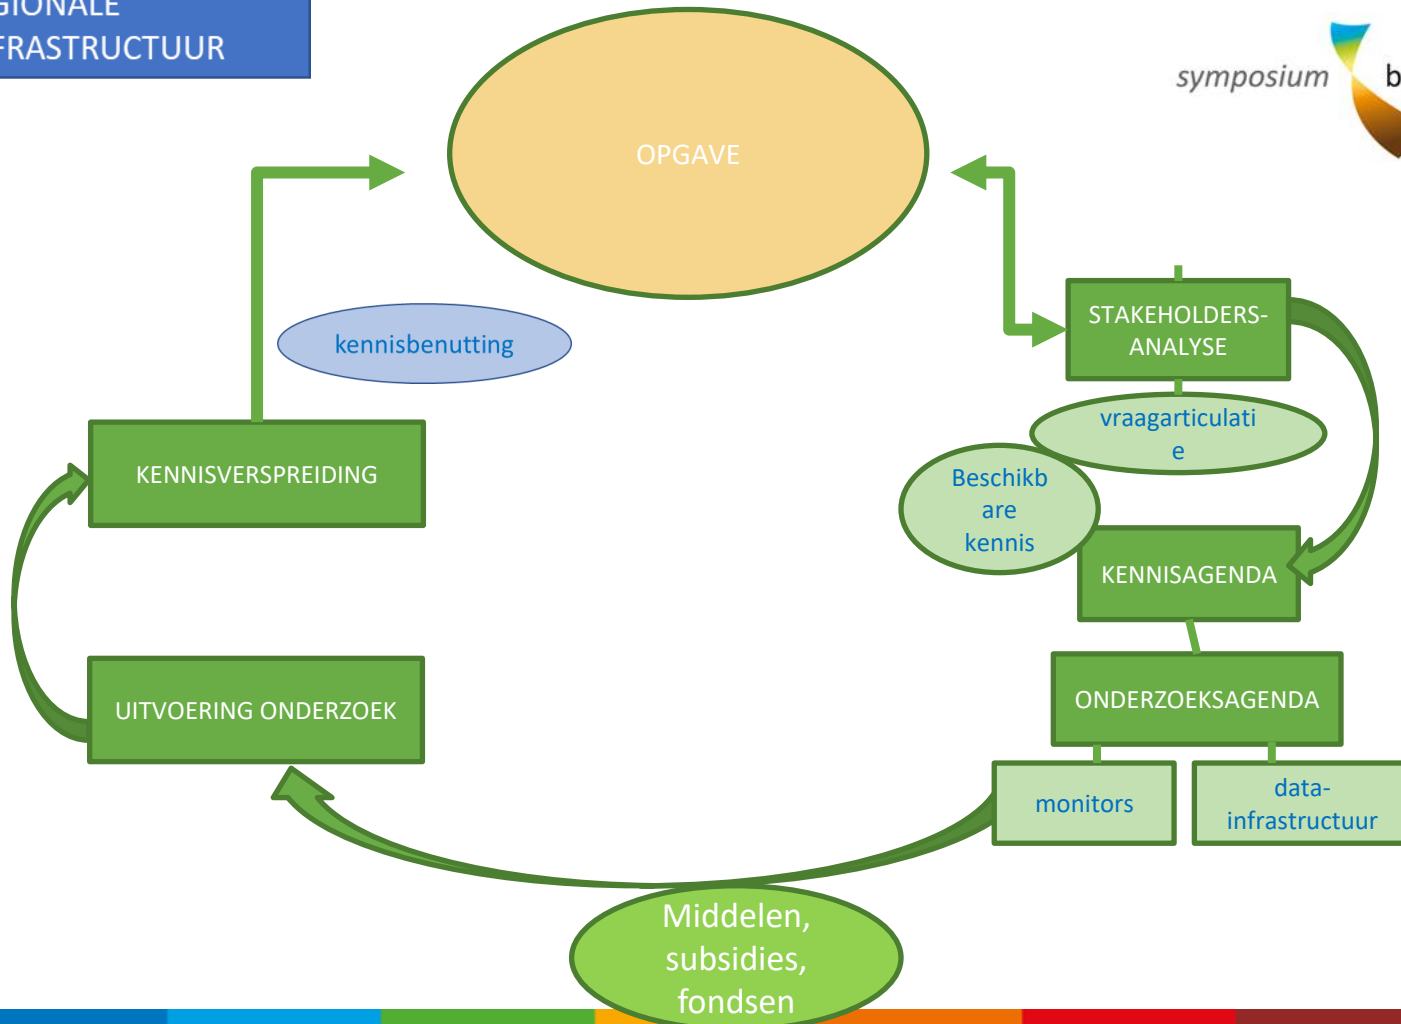 GIONALE
FRASTRUCTUUR
symposium b
OPGAVE
kennisbenutting
STAKEHOLDERS-
ANALYSE
vraagarticulati
e
Beschikb
are
kennis
KENNISVERSPREIDING
KENNISAGENDA
UITVOERING ONDERZOEK
ONDERZOEKSAGENDA
monitors
data-
infrastructuur
Middelen,
subsidies,
fondsen